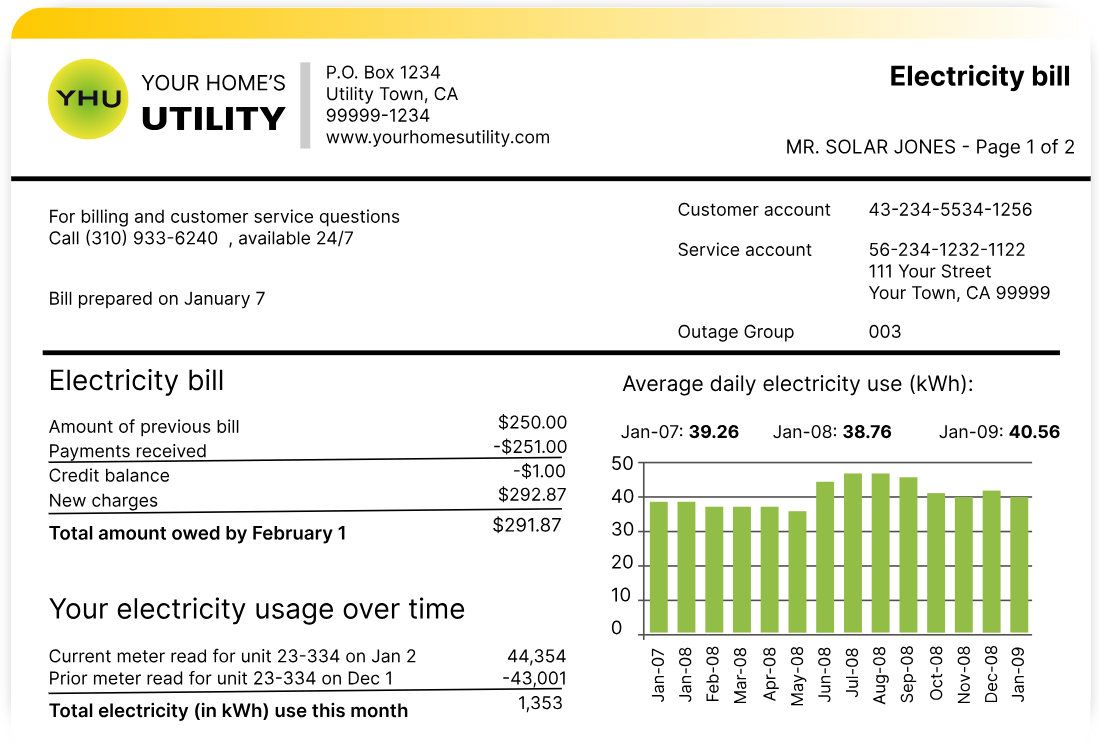 YHU
YOUR HOME'S
UTILITY
P.O. Box 1234
Utility Town, CA
99999-1234
www.yourhomesutility.com
Electricity bill
MR. SOLAR JONES - Page 1 of 2
For billing and customer service questions
Call (310) 933-6240 , available 24/7
Bill prepared on January 7
Customer account 43-234-5534-1256
Service account 56-234-1232-1122
111 Your Street
Your Town, CA 99999
Outage Group 003
Electricity bill
Amount of previous bill $250.00
Payments received -$251.00
Credit balance -$1.00
New charges $292.87
Total amount owed by February 1 $291.87
Your electricity usage over time
Current meter read for unit 23-334 on Jan 2 44,354
Prior meter read for unit 23-334 on Dec 1 -43,001
Total electricity (in kWh) use this month 1,353
Average daily electricity use (kWh):
Jan-07: 39.26 Jan-08: 38.76 Jan-09: 40.56
50
40
30
20
10
0
Jan-07
Jan-08
Feb-08
Mar-08
Apr-08
May-08
Jun-08
Jul-08
Aug-08
Sep-08
Oct-08
Nov-08
Dec-08
Jan-09